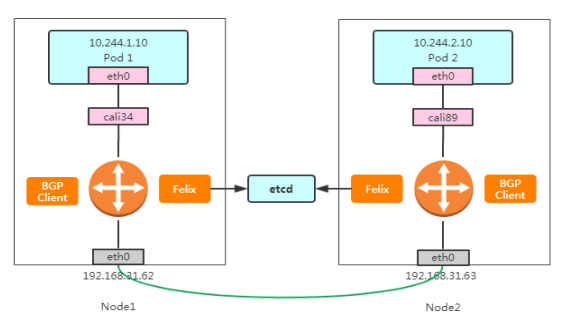 10.244.1.10
Pod 1
eth0
cali34
BGP
Client
Felix
eth0
192.168.31.62
Node1
etcd
10.244.2.10
Pod 2
eth0
cali89
Felix
BGP
Client
eth0
192.168.31.63
Node2